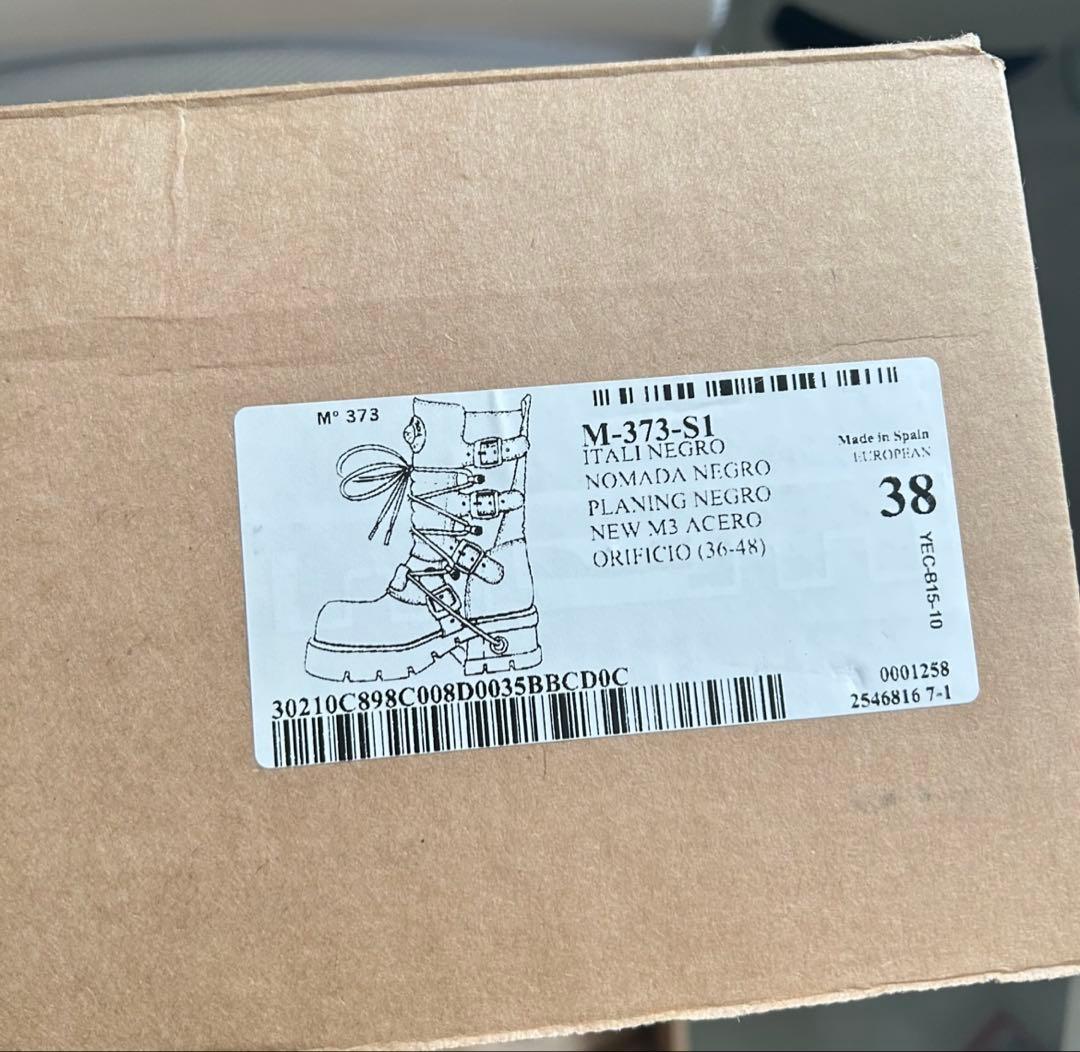 Mº 373
M-373-S1
ITALI NEGRO
NOMADA NEGRO
PLANING NEGRO
NEW M3 ACERO
ORIFICIO (36-48)
Made in Spain
EUROPEAN
38
YEC-B15-10
30210C898C008D0035BBCD0C
0001258
2546816 7-1